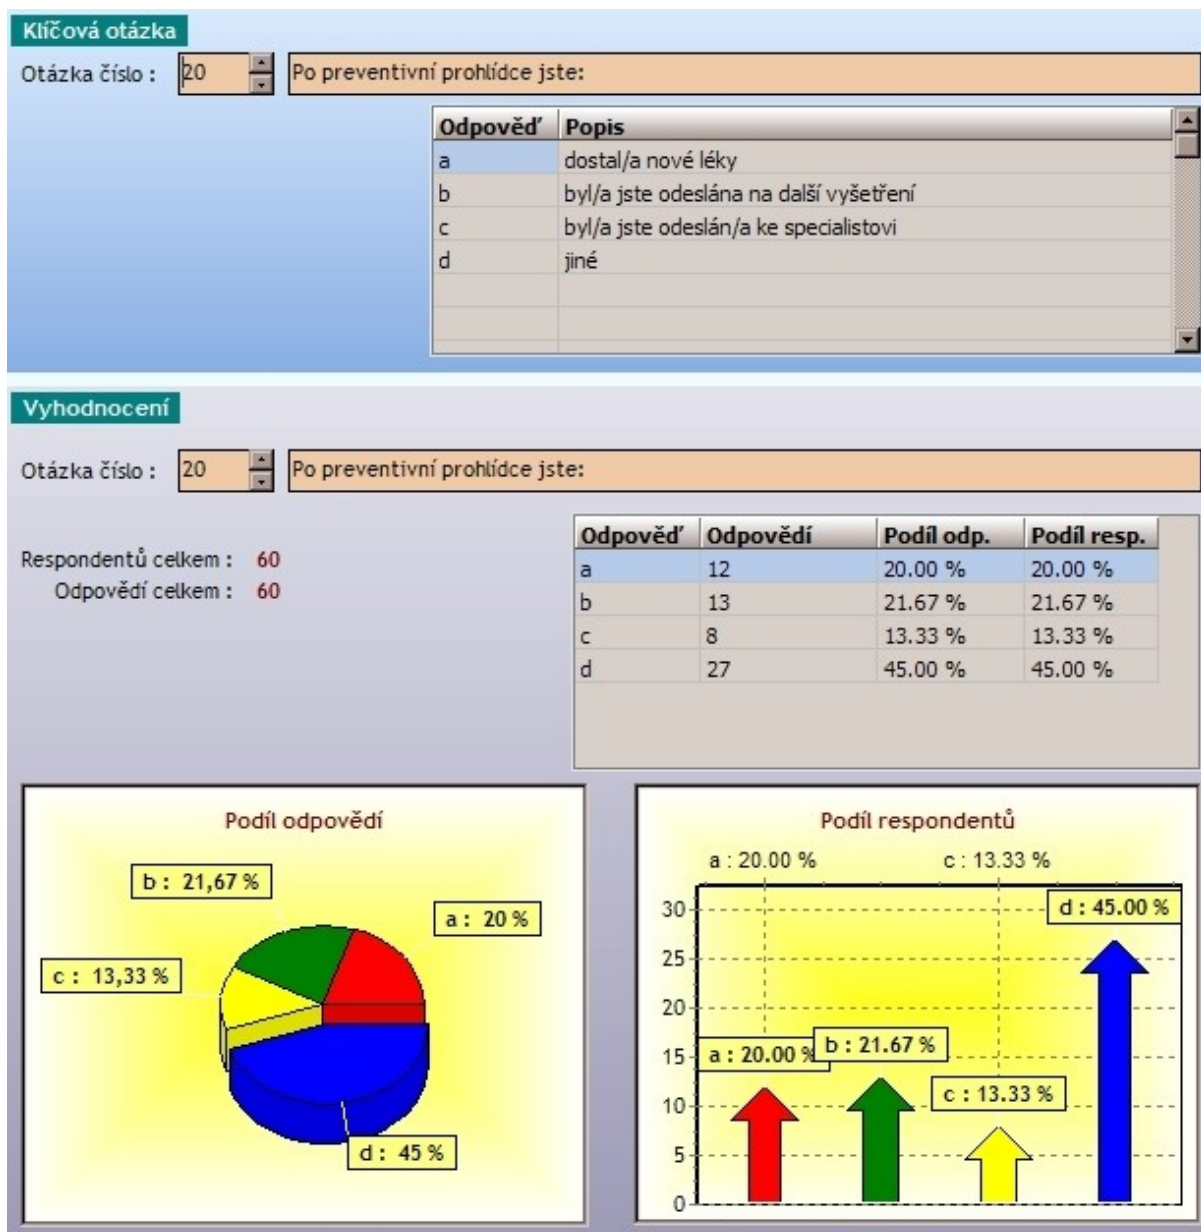 Klíčová otázka
Otázka číslo : 20 Po preventivní prohlídce jste:
Odpověď Popis
a dostal/a nové léky
b byl/a jste odeslána na další vyšetření
c byl/a jste odeslán/a ke specialistovi
d jiné
Vyhodnocení
Otázka číslo : 20 Po preventivní prohlídce jste:
Odpověď Odpovědí Podíl odp. Podíl resp.
Respondentů celkem : 60
Odpovědí celkem : 60
a 12 20.00 % 20.00 %
b 13 21.67 % 21.67 %
c 8 13.33 % 13.33 %
d 27 45.00 % 45.00 %
Podíl odpovědí
b : 21,67 %
a : 20 %
c : 13,33 %
d : 45 %
Podíl respondentů
a : 20.00 % c : 13.33 %
30
25
20
15
10
5
0
d : 45.00 %
a : 20.00 %
b : 21.67 %
c : 13.33 %